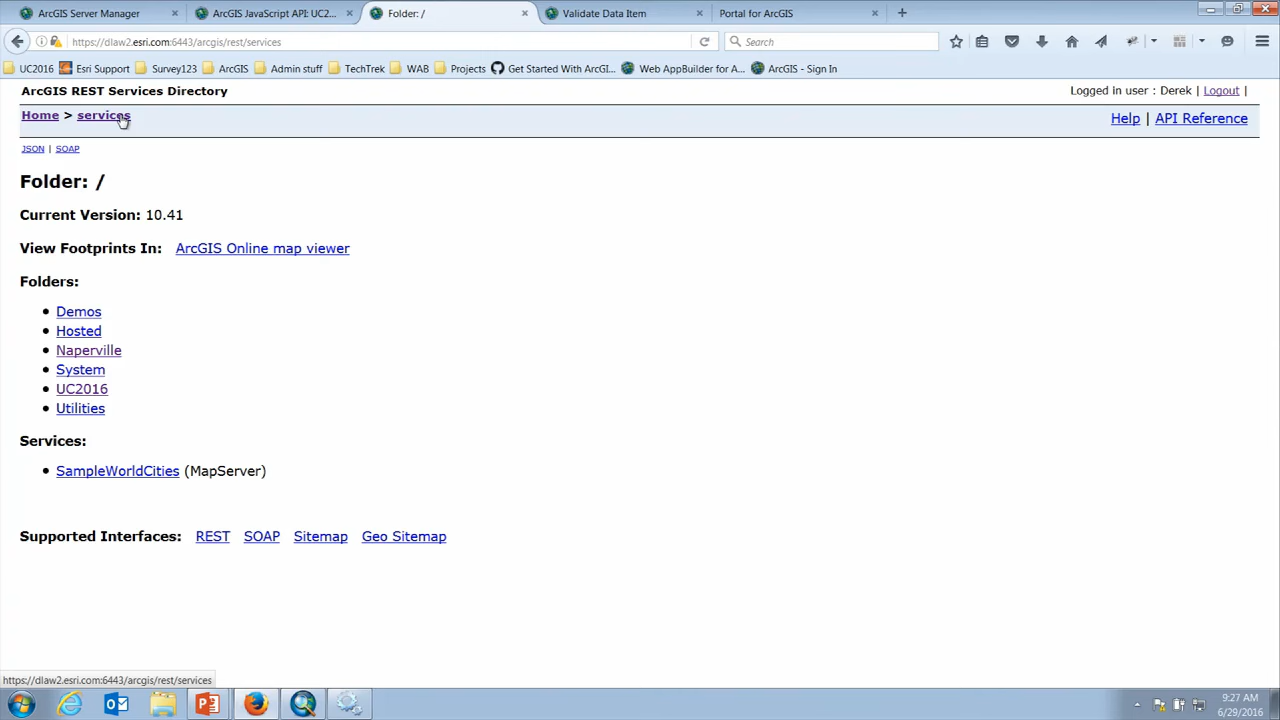 ArcGIS Server Manager
ArcGIS JavaScript API: UC2...
Folder: /
Validate Data Item
Portal for ArcGIS
https://dlaw2.esri.com:6443/arcgis/rest/services
Search
UC2016 Esri Support Survey123 ArcGIS Admin stuff TechTrek WAB Projects Get Started With ArcGI... Web AppBuilder for A... ArcGIS - Sign In
ArcGIS REST Services Directory
Logged in user : Derek | Logout |
Home > services
Help | API Reference
JSON | SOAP
Folder: /
Current Version: 10.41
View Footprints In: ArcGIS Online map viewer
Folders:
Demos
Hosted
Naperville
System
UC2016
Utilities
Services:
SampleWorldCities (MapServer)
Supported Interfaces: REST SOAP Sitemap Geo Sitemap
https://dlaw2.esri.com:6443/arcgis/rest/services
9:27 AM
6/29/2016